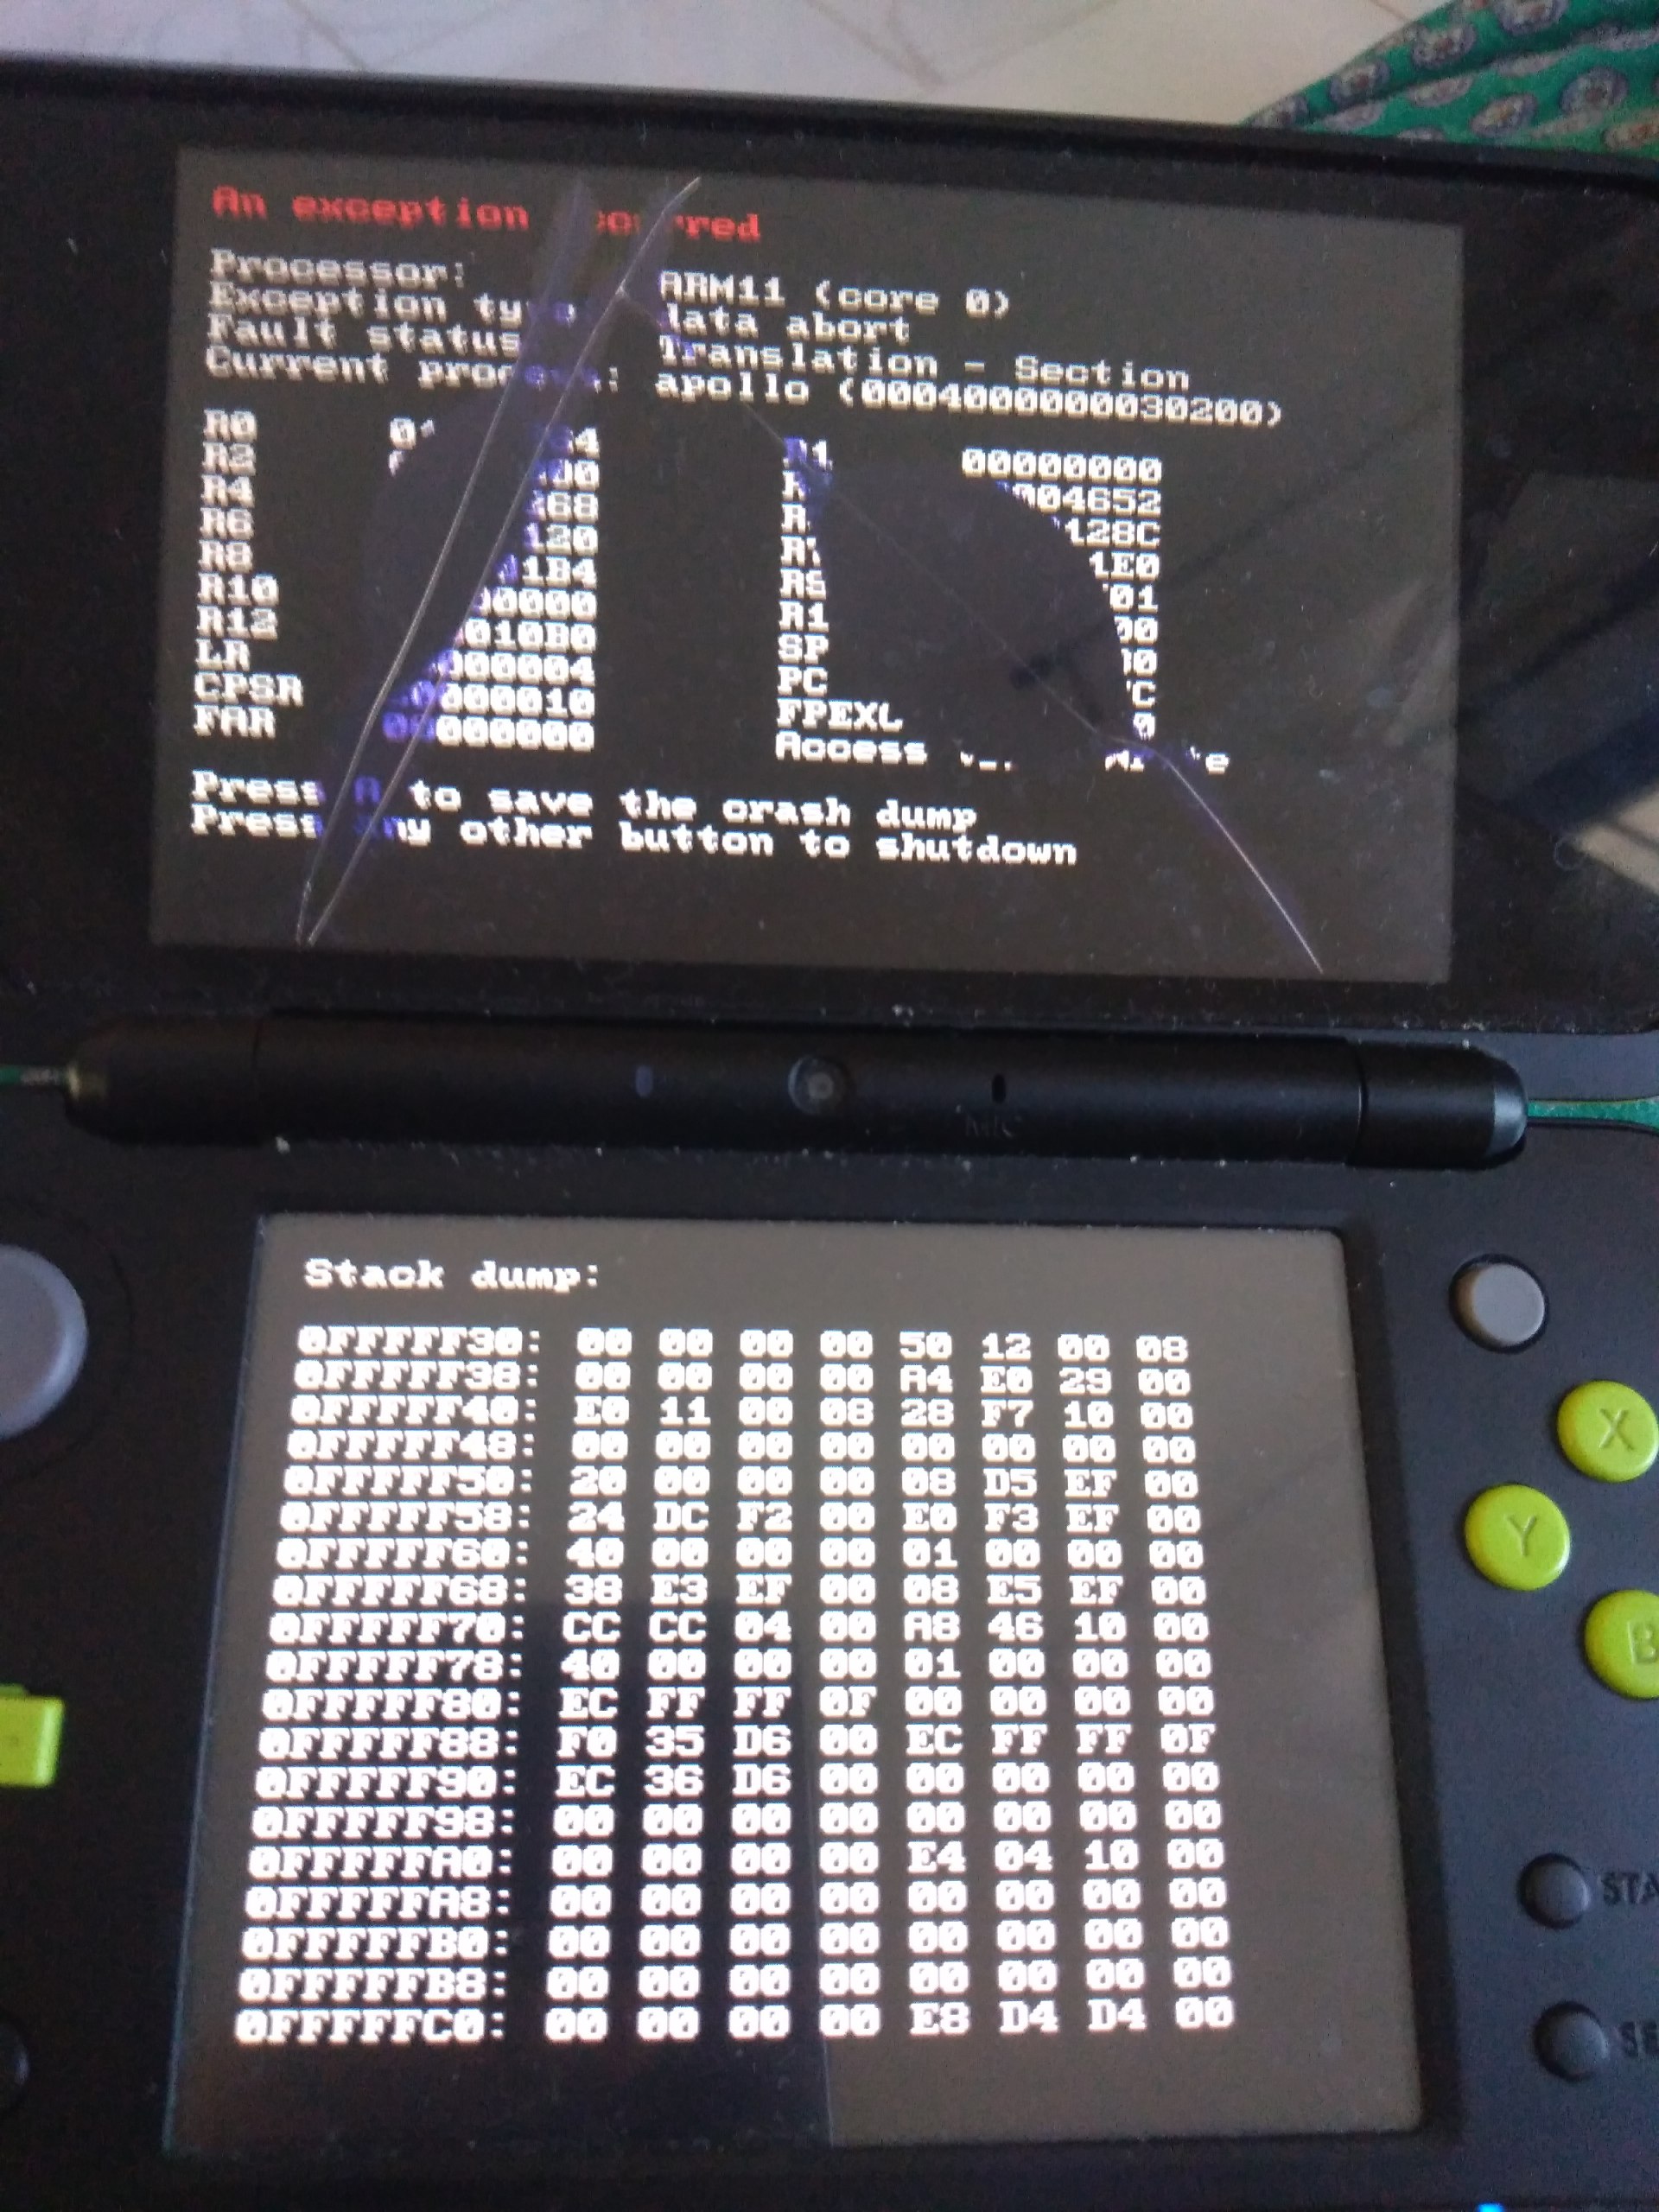 An exception
Processor: ARM11 (core 0)
Exception data abort
Fault status Translation - Section
Current apollo (0004000000030200)
R0 R1 00000000
R2
R4
R6
R8
R10
R12 SP
LR PC
CPSR
FAR 00000000
Access
Press A to save the crash dump
Press any other button to shutdown
MIC
Stack dump:
0FFFFF30: 00 00 00 00 50 12 00 08
0FFFFF38: 00 00 00 00 A4 E0 29 00
0FFFFF40: E0 11 00 08 28 F7 10 00
0FFFFF48: 00 00 00 00 00 00 00 00
0FFFFF50: 20 00 00 00 08 D5 EF 00
0FFFFF58: 24 DC F2 00 E0 F3 EF 00
0FFFFF60: 40 00 00 00 01 00 00 00
0FFFFF68: 38 E3 EF 00 08 E5 EF 00
0FFFFF70: CC CC 04 00 A8 46 10 00
0FFFFF78: 40 00 00 00 01 00 00 00
0FFFFF80: EC FF FF 0F 00 00 00 00
0FFFFF88: F0 35 D6 00 EC FF FF 0F
0FFFFF90: EC 36 D6 00 00 00 00 00
0FFFFF98: 00 00 00 00 00 00 00 00
0FFFFFA0: 00 00 00 00 E4 04 10 00
0FFFFFA8: 00 00 00 00 00 00 00 00
0FFFFFB0: 00 00 00 00 00 00 00 00
0FFFFFB8: 00 00 00 00 00 00 00 00
0FFFFFC0: 00 00 00 00 E8 D4 D4 00
X
Y
B